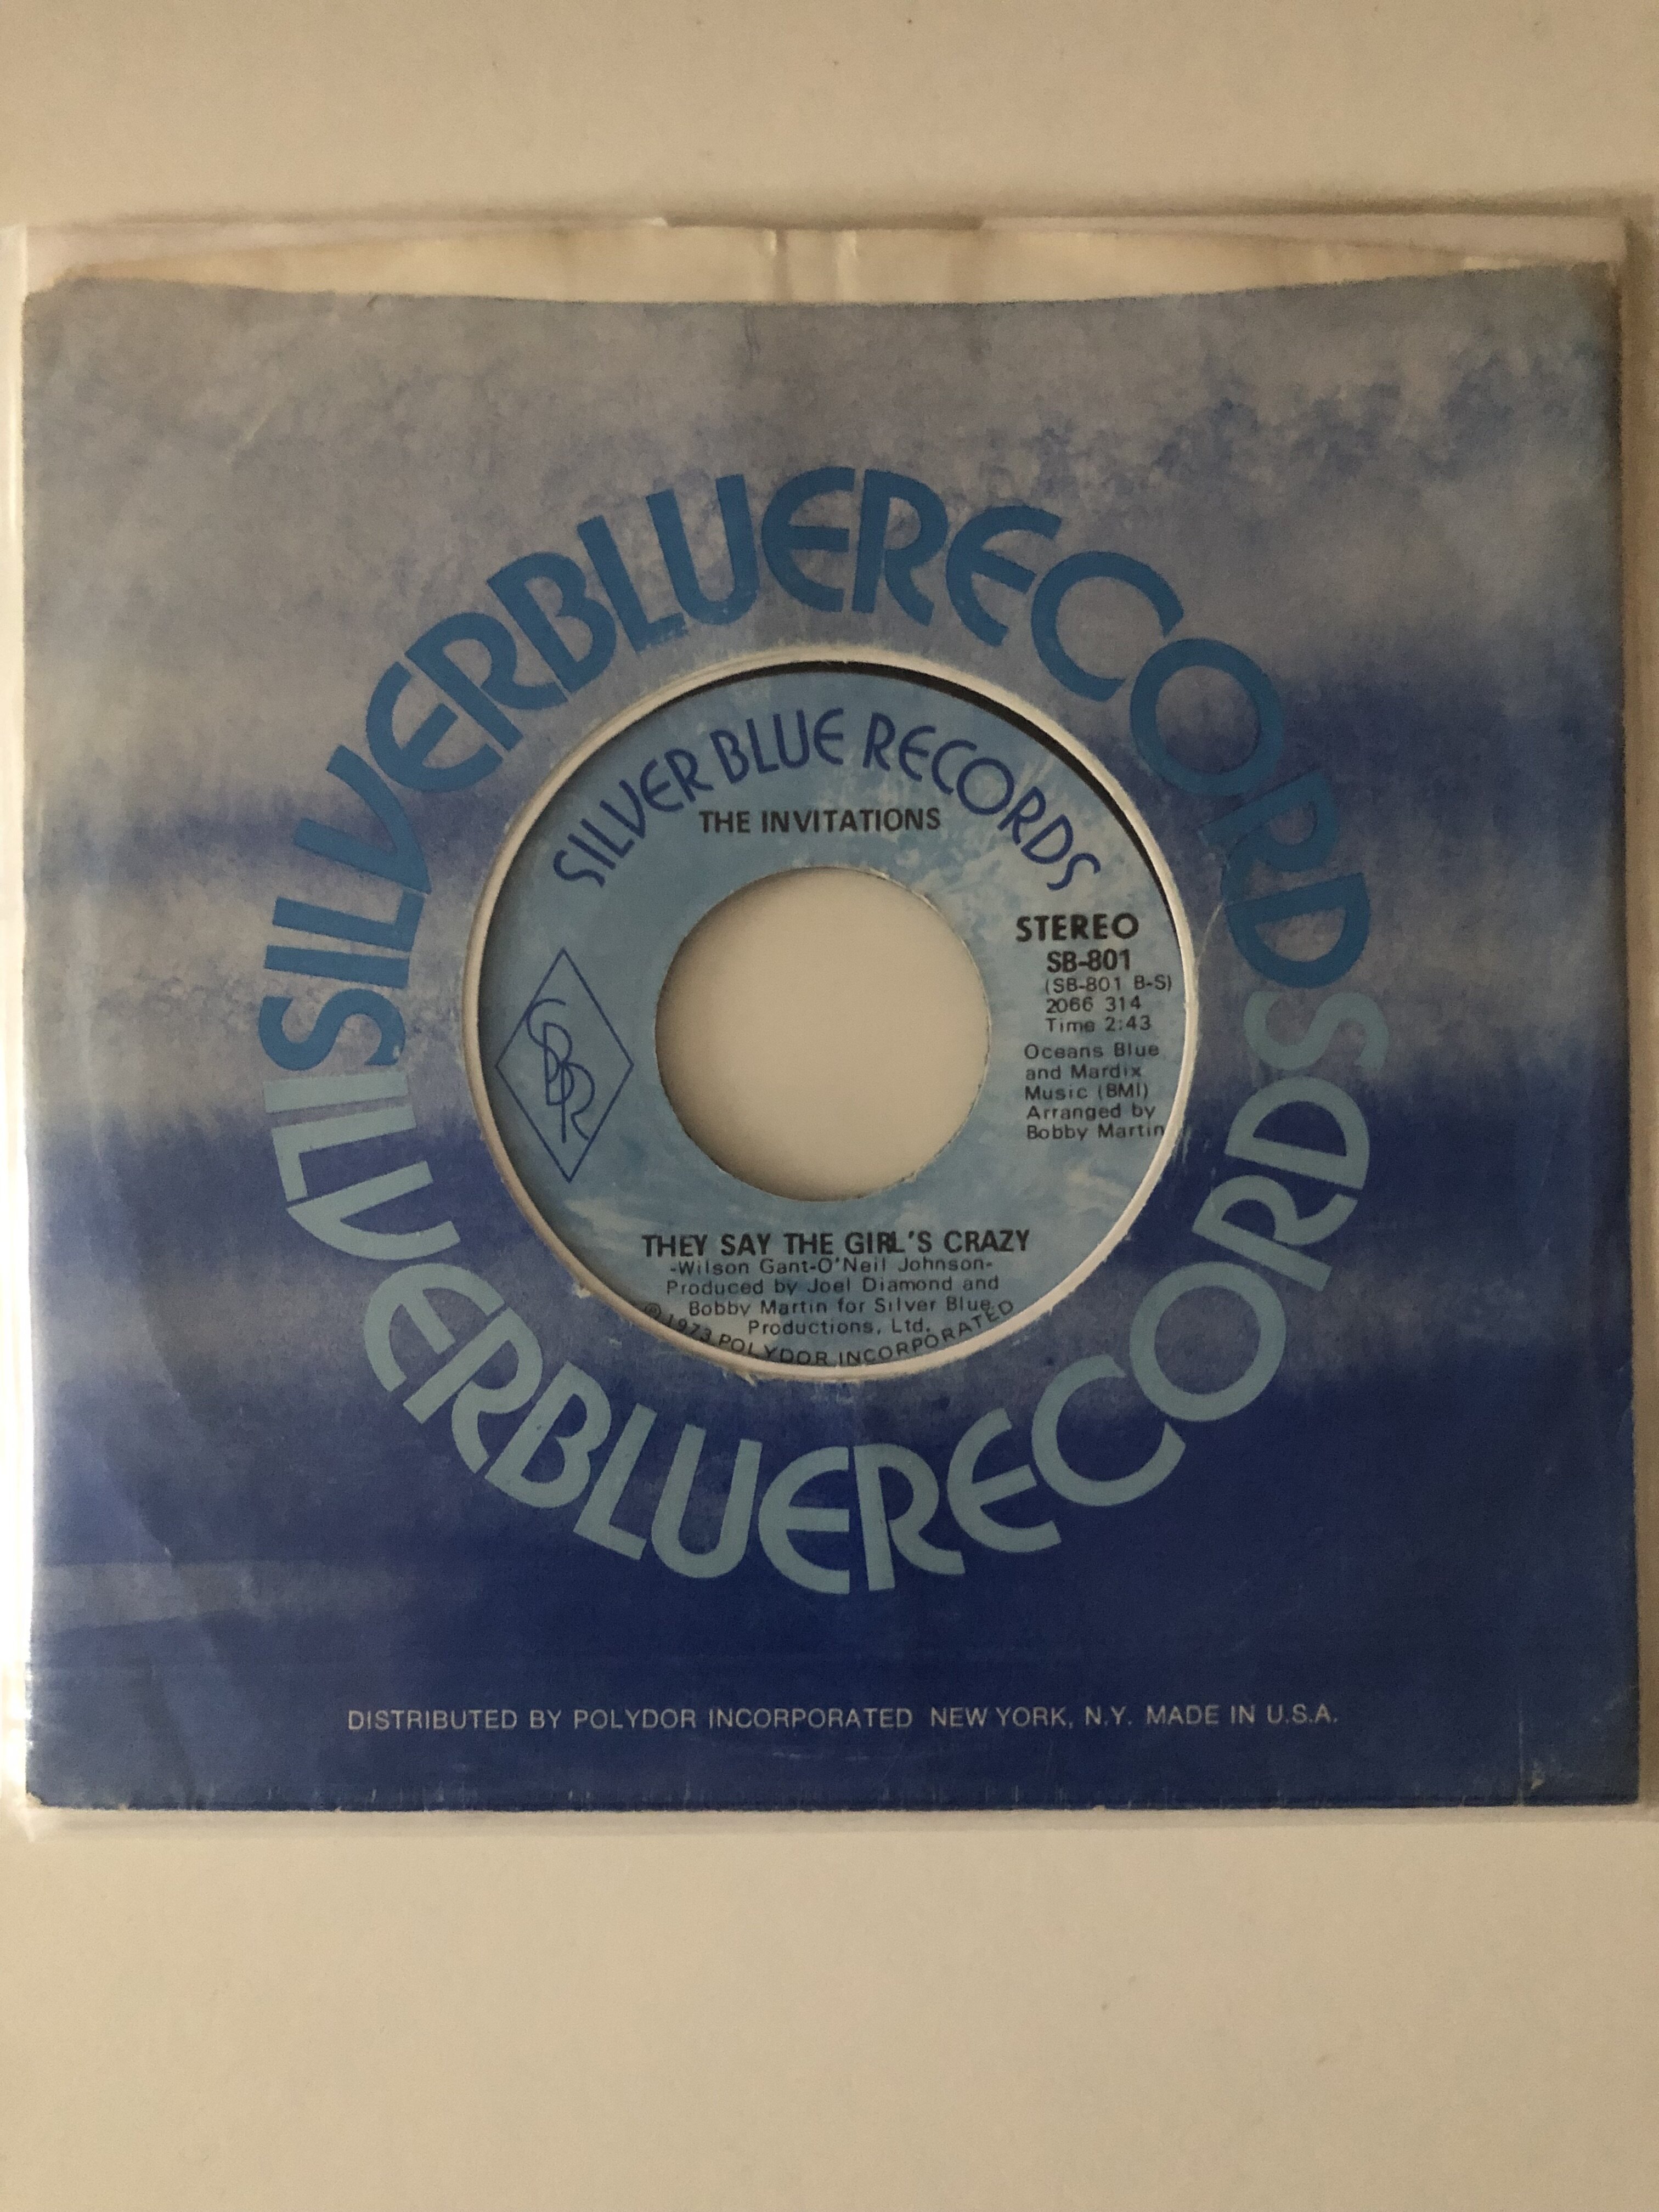 SILVERBLUERECORDS
SILVERBLUERECORDS
SILVER BLUE RECORDS
THE INVITATIONS
STEREO
SB-801
(SB-801 B-S)
2066 314
Time 2:43
Oceans Blue
and Mardix
Music (BMI)
Arranged by
Bobby Martin
SBR
THEY SAY THE GIRL'S CRAZY
-Wilson Gant-O'Neil Johnson-
Produced by Joel Diamond and
Bobby Martin for Silver Blue
Productions, Ltd.
℗ 1973 POLYDOR INCORPORATED
DISTRIBUTED BY POLYDOR INCORPORATED NEW YORK, N.Y. MADE IN U.S.A.